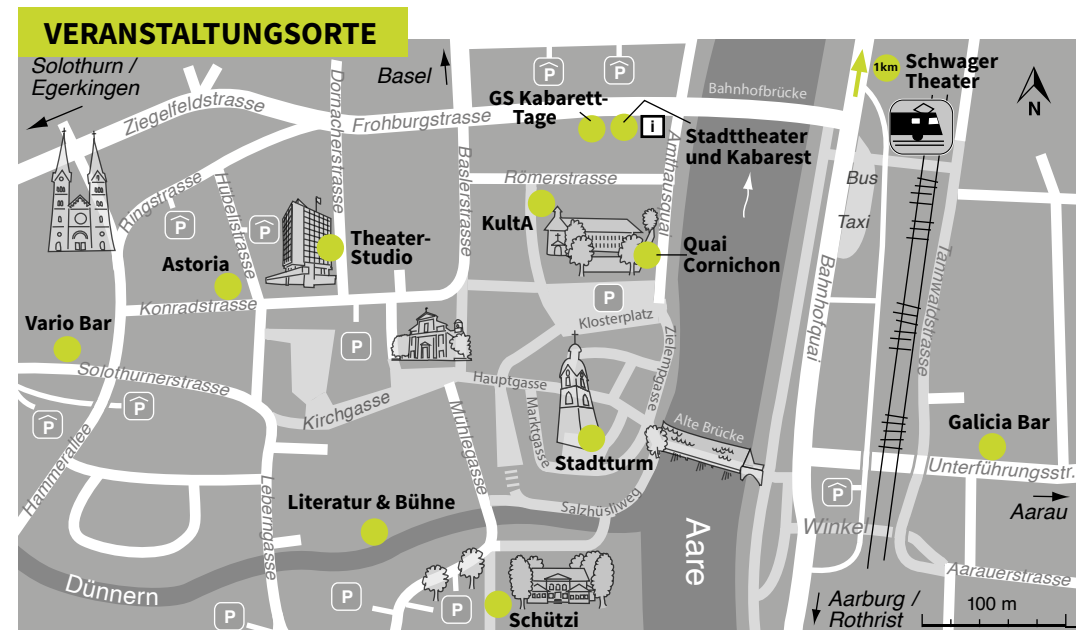 VERANSTALTUNGSORTE
Solothurn /
Egerkingen
Basel
P
P
1km
Schwager
Theater
N
Ziegelfeldstrasse
Dornacherstrasse
Frohburgstrasse
GS Kabarett-
Tage
i
Stadttheater
und Kabarest
Bahnhofbrücke
Amthausquai
Baslerstrasse
Römerstrasse
Ringstrasse
Hübelstrasse
P
P
KultA
Bus
Taxi
Theater-
Studio
Quai
Cornichon
Astoria
Konradstrasse
P
Klosterplatz
Bahnhofquai
Tannwaldstrasse
Vario Bar
P
Zielempgasse
Solothurnerstrasse
Hauptgasse
Kirchgasse
Marktgasse
Mühlegasse
P
P
Alte Brücke
Galicia Bar
Stadtturm
Hammerallee
Unterführungsstr.
Leberngasse
Literatur & Bühne
Salzhüsliweg
P
Aarau
Winkel
Aare
Dünnern
Aarauerstrasse
P
P
P
Schützi
Aarburg /
Rothrist
100 m